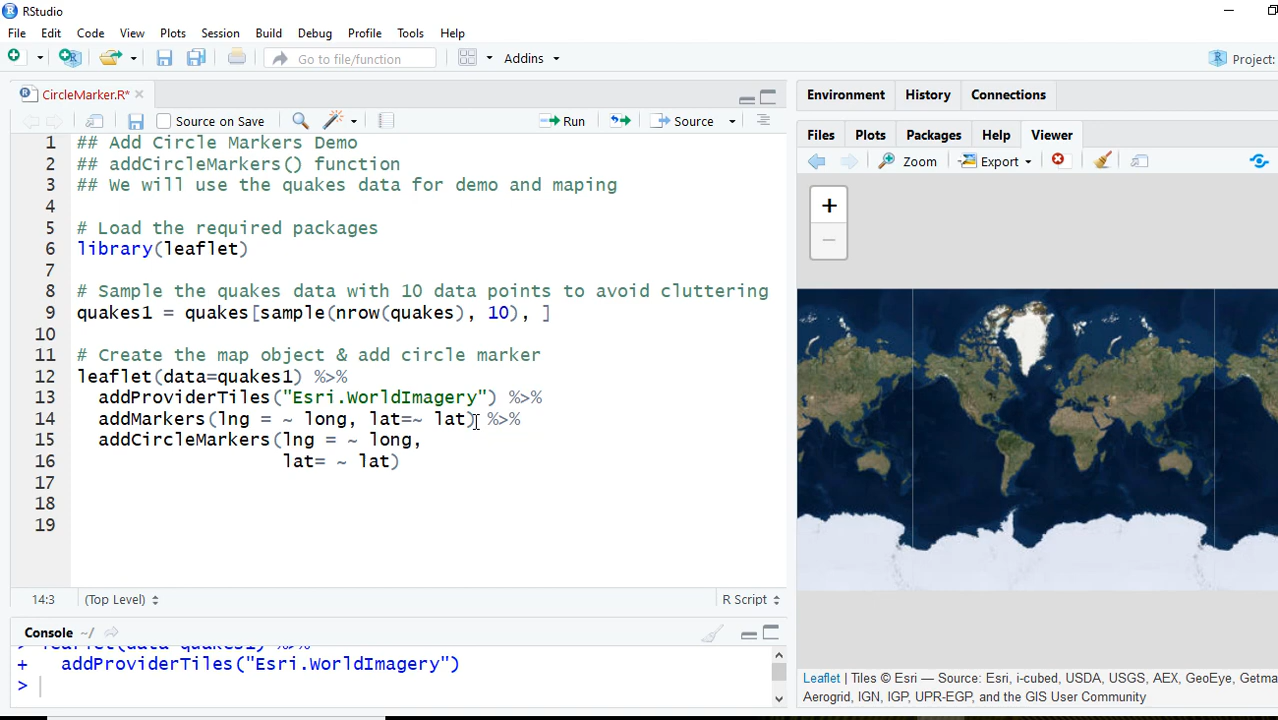 RStudio
File Edit Code View Plots Session Build Debug Profile Tools Help
Go to file/function Addins Project:
CircleMarker.R*
Source on Save Run Source
1 ## Add Circle Markers Demo
2 ## addCircleMarkers() function
3 ## We will use the quakes data for demo and maping
4
5 # Load the required packages
6 library(leaflet)
7
8 # Sample the quakes data with 10 data points to avoid cluttering
9 quakes1 = quakes[sample(nrow(quakes), 10), ]
10
11 # Create the map object & add circle marker
12 leaflet(data=quakes1) %>%
13 addProviderTiles("Esri.WorldImagery") %>%
14 addMarkers(lng = ~ long, lat=~ lat) %>%
15 addCircleMarkers(lng = ~ long,
16 lat= ~ lat)
17
18
19
14:3 (Top Level) R Script
Console ~/
> leaflet(data=quakes1) %>%
+ addProviderTiles("Esri.WorldImagery")
>
Environment History Connections
Files Plots Packages Help Viewer
Zoom Export
+
−
Leaflet | Tiles © Esri — Source: Esri, i-cubed, USDA, USGS, AEX, GeoEye, Getma
Aerogrid, IGN, IGP, UPR-EGP, and the GIS User Community